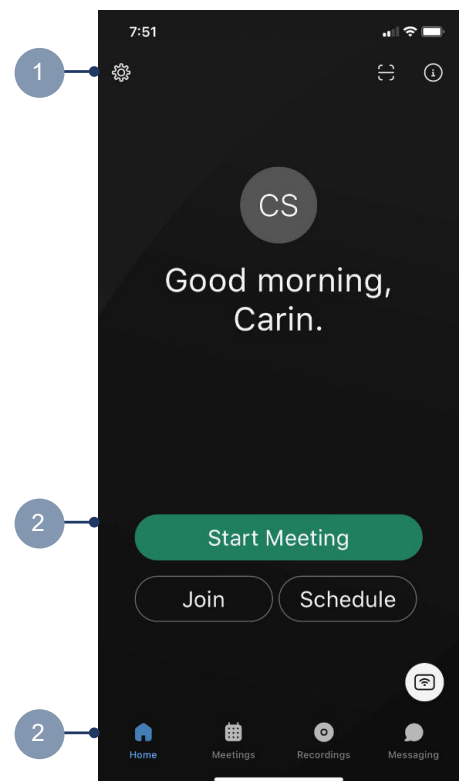 7:51
1
i
CS
Good morning,
Carin.
2
Start Meeting
Join Schedule
2
Home Meetings Recordings Messaging